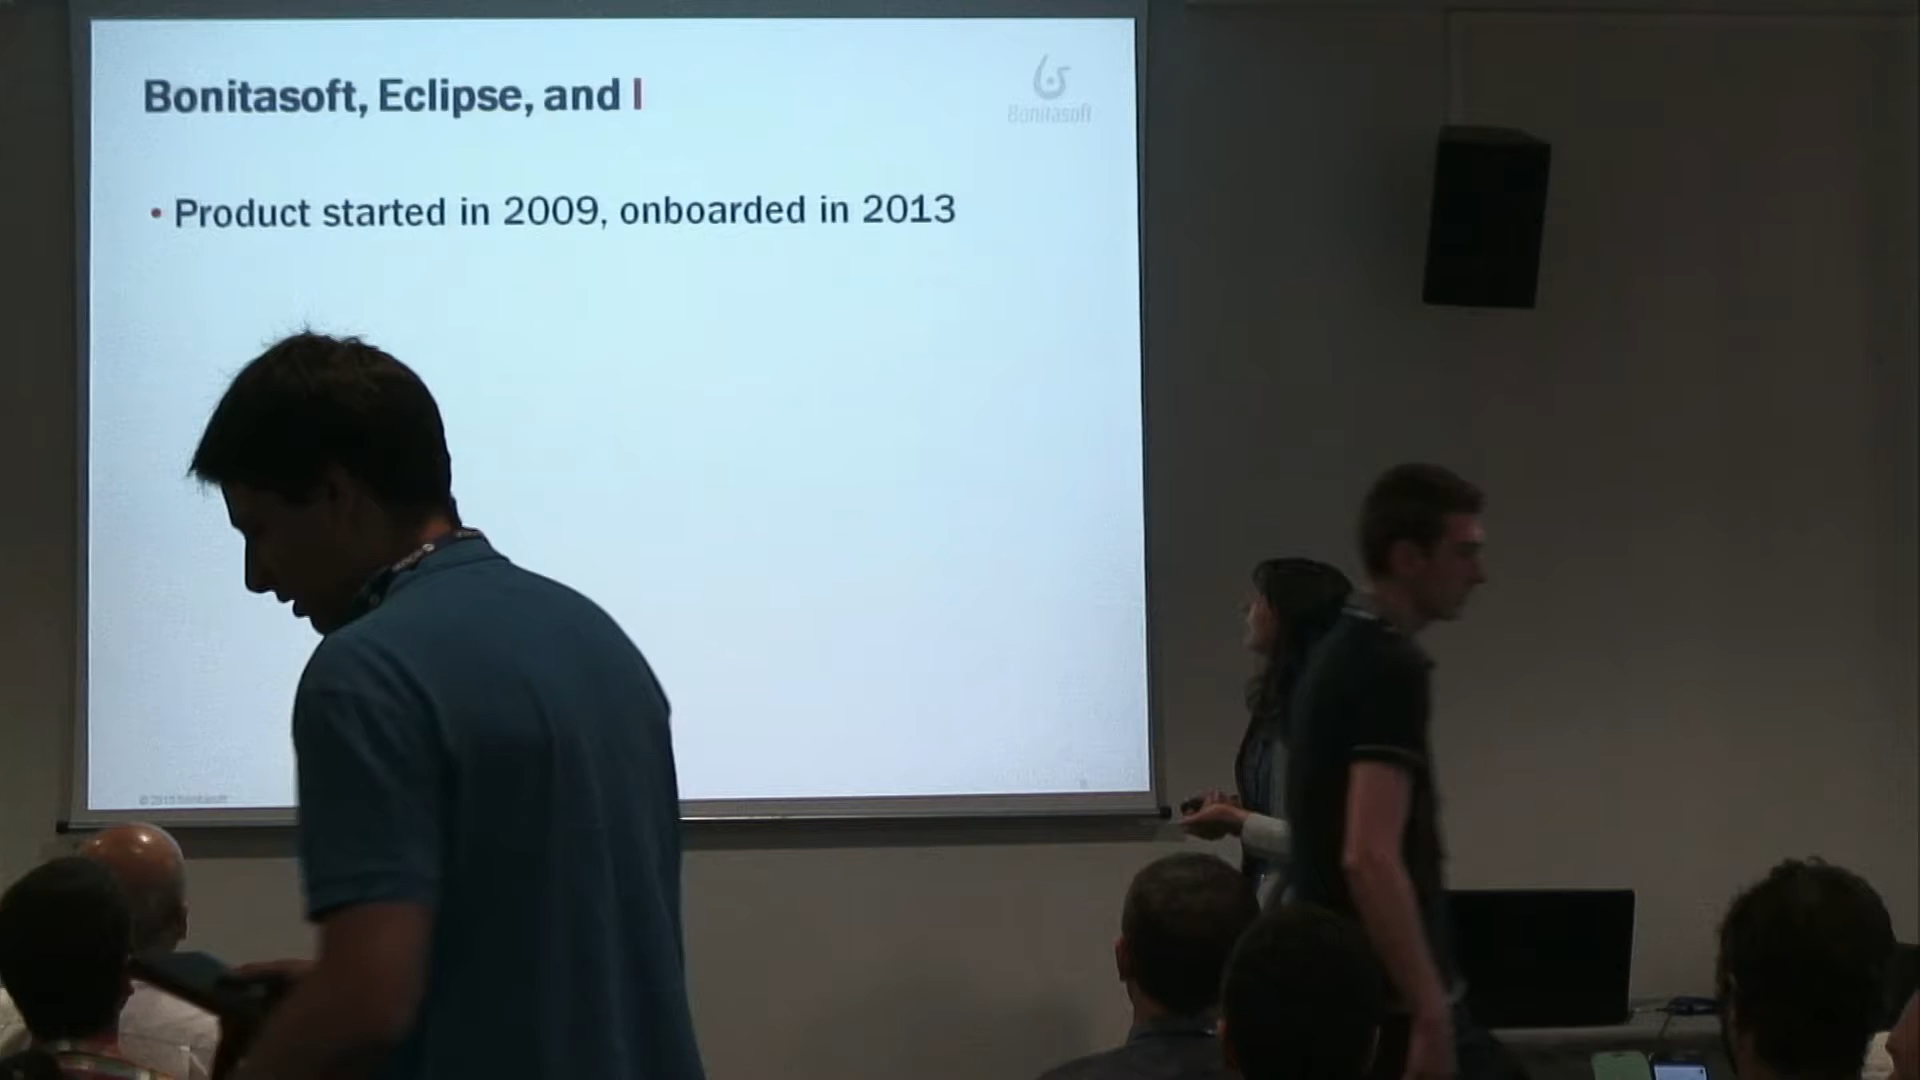 Bonitasoft, Eclipse, and I
Bonitasoft
• Product started in 2009, onboarded in 2013